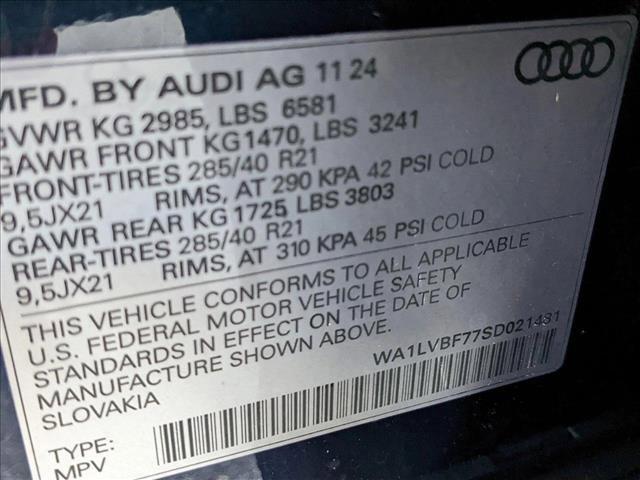 MFD. BY AUDI AG 11 24
GVWR KG 2985, LBS 6581
GAWR FRONT KG1470, LBS 3241
FRONT-TIRES 285/40 R21
9,5JX21 RIMS, AT 290 KPA 42 PSI COLD
GAWR REAR KG1725 LBS 3803
REAR-TIRES 285/40 R21
9,5JX21 RIMS, AT 310 KPA 45 PSI COLD
THIS VEHICLE CONFORMS TO ALL APPLICABLE
U.S. FEDERAL MOTOR VEHICLE SAFETY
STANDARDS IN EFFECT ON THE DATE OF
MANUFACTURE SHOWN ABOVE.
SLOVAKIA
WA1LVBF77SD021431
TYPE:
MPV